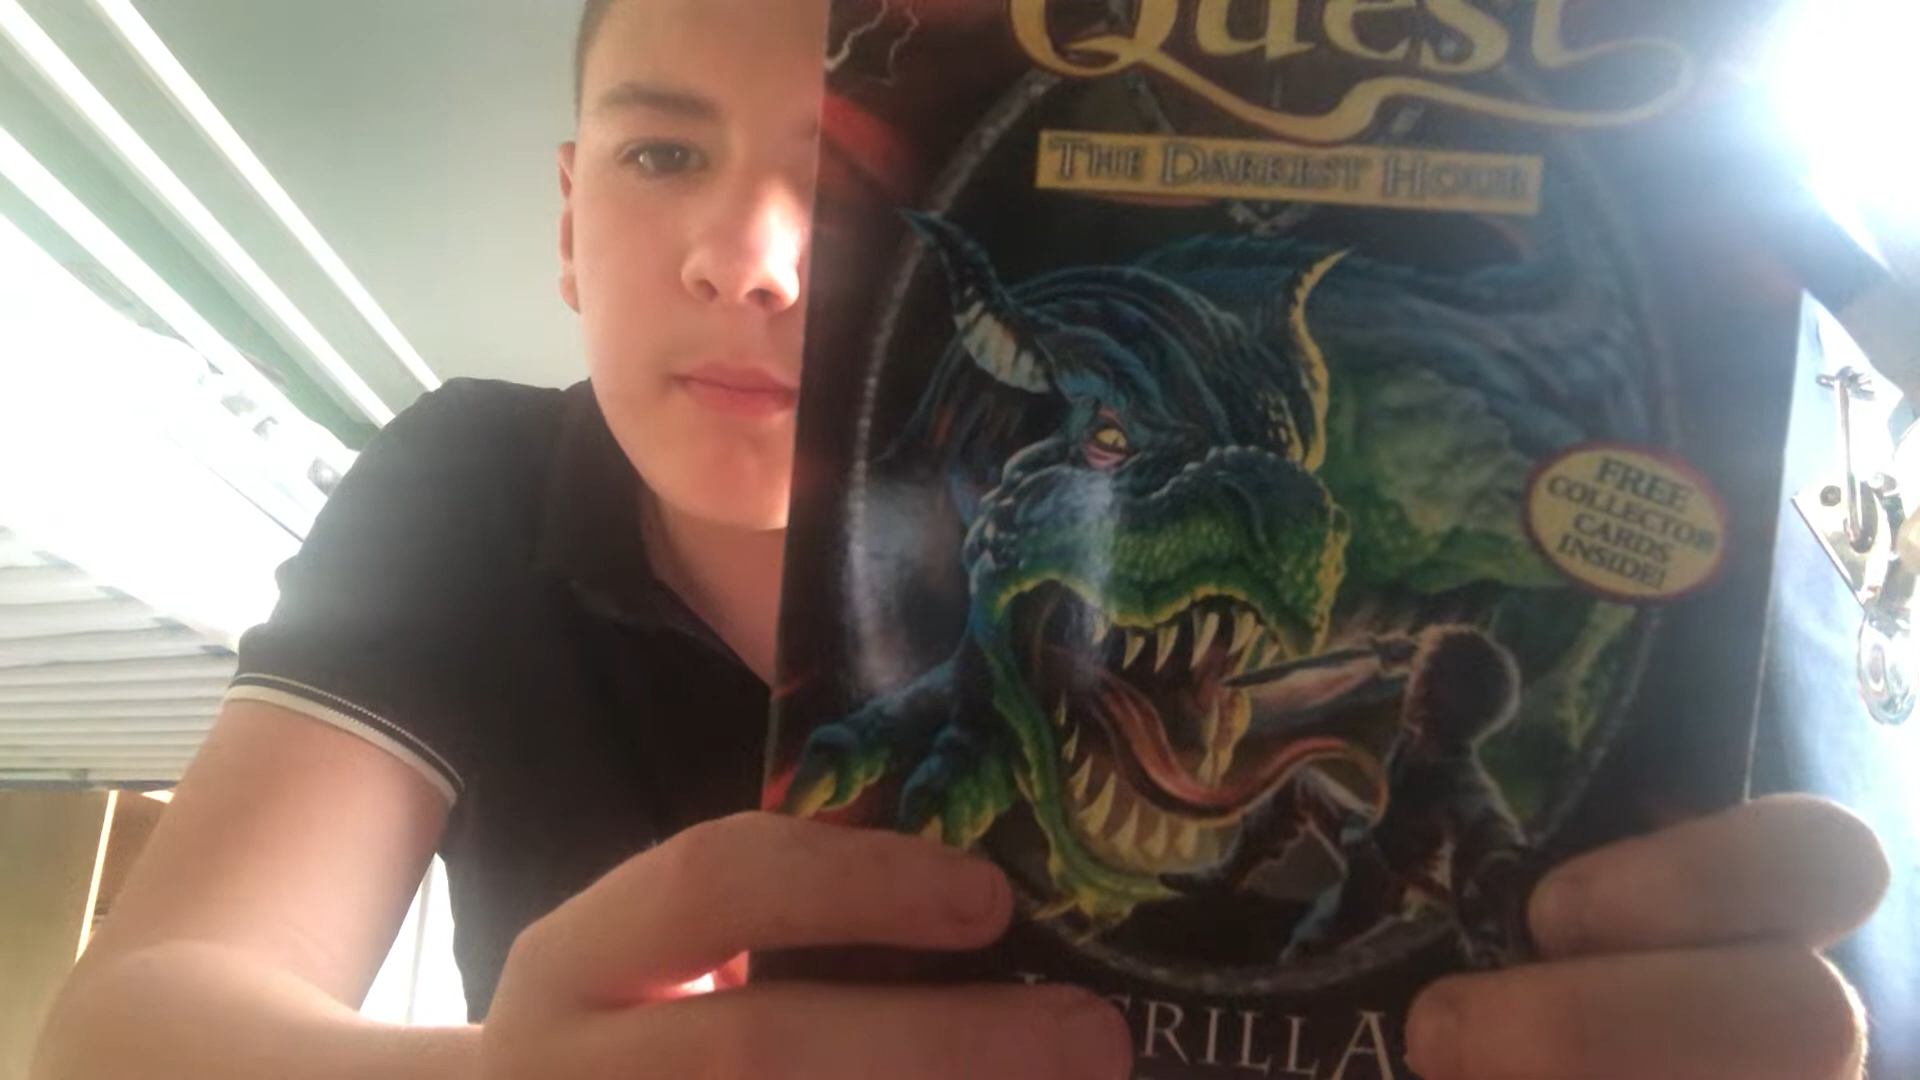 Quest
THE DARKEST HOUR
FREE
COLLECTOR
CARDS
INSIDE!